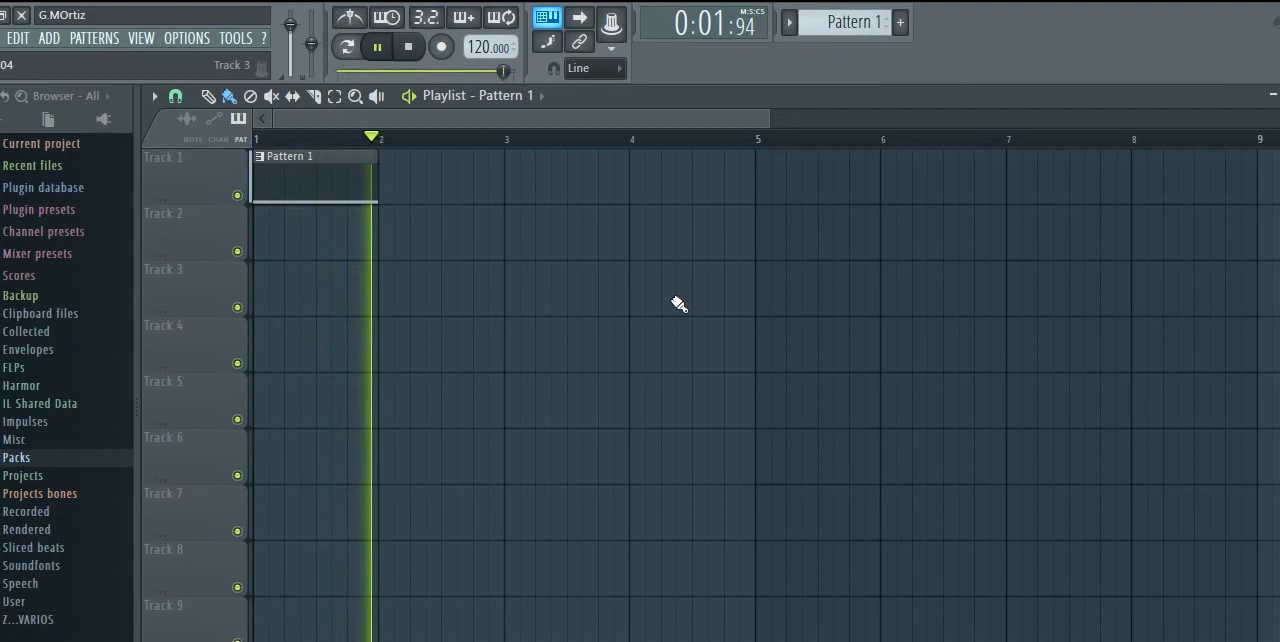 G.MOrtiz
EDIT ADD PATTERNS VIEW OPTIONS TOOLS ?
04 Track 3
3.2.
120.000
Line
0:01:94
M:S:CS
Pattern 1
Browser - All
Playlist - Pattern 1
NOTE CHAN PAT
1 2 3 4 5 6 7 8 9
Current project
Recent files
Plugin database
Plugin presets
Channel presets
Mixer presets
Scores
Backup
Clipboard files
Collected
Envelopes
FLPs
Harmor
IL Shared Data
Impulses
Misc
Packs
Projects
Projects bones
Recorded
Rendered
Sliced beats
Soundfonts
Speech
User
Z...VARIOS
Track 1
Pattern 1
Track 2
Track 3
Track 4
Track 5
Track 6
Track 7
Track 8
Track 9